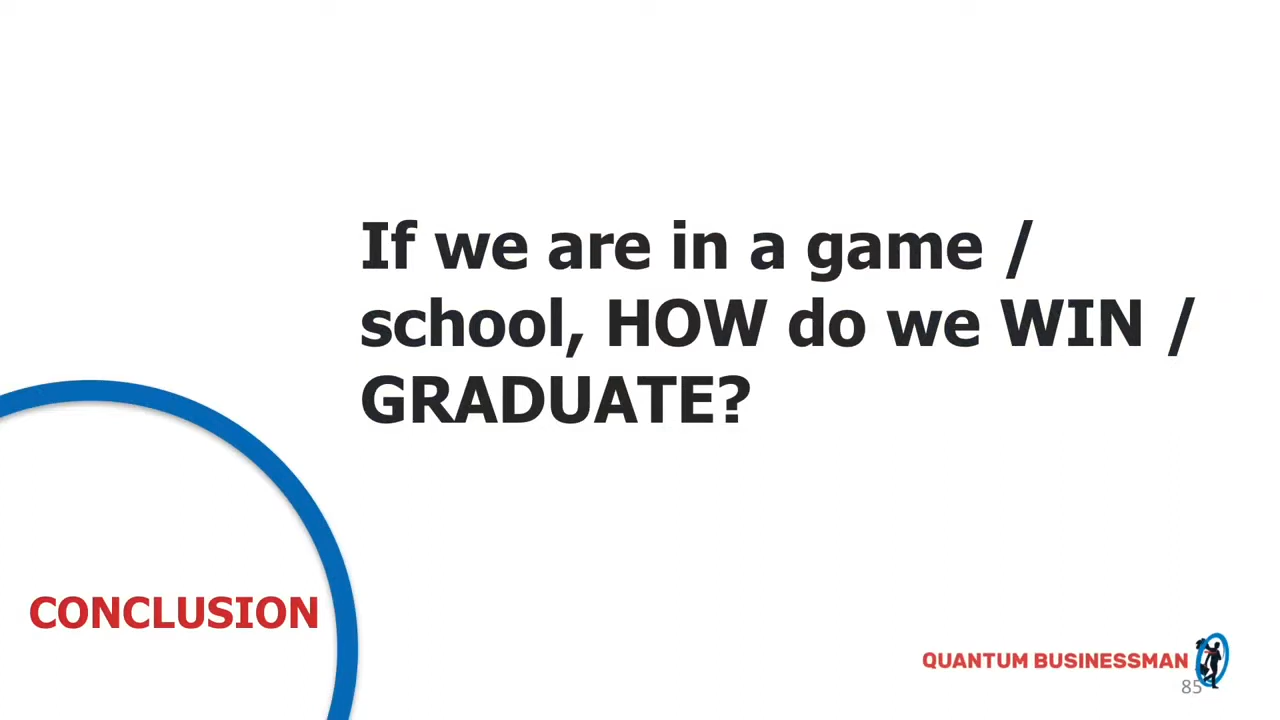 If we are in a game /
school, HOW do we WIN /
GRADUATE?
CONCLUSION
QUANTUM BUSINESSMAN
85